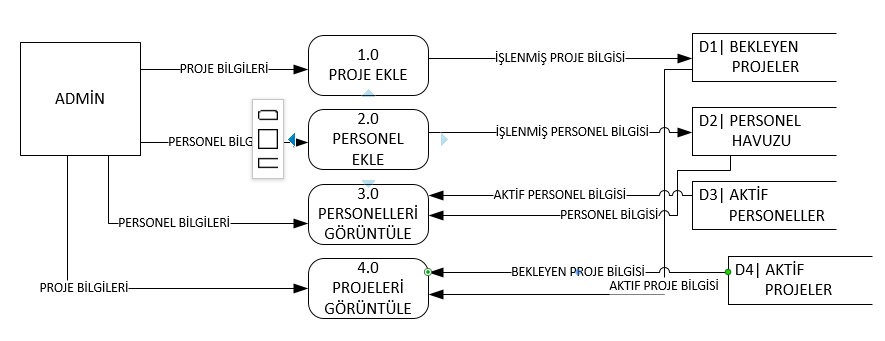 ADMİN
PROJE BİLGİLERİ
1.0
PROJE EKLE
İŞLENMİŞ PROJE BİLGİSİ
D1| BEKLEYEN
PROJELER
PERSONEL BİLG
2.0
PERSONEL
EKLE
İŞLENMİŞ PERSONEL BİLGİSİ
D2| PERSONEL
HAVUZU
PERSONEL BİLGİLERİ
3.0
PERSONELLERİ
GÖRÜNTÜLE
AKTİF PERSONEL BİLGİSİ
PERSONEL BİLGİSİ
D3| AKTİF
PERSONELLER
PROJE BİLGİLERİ
4.0
PROJELERİ
GÖRÜNTÜLE
BEKLEYEN PROJE BİLGİSİ
AKTIF PROJE BİLGİSİ
D4| AKTİF
PROJELER